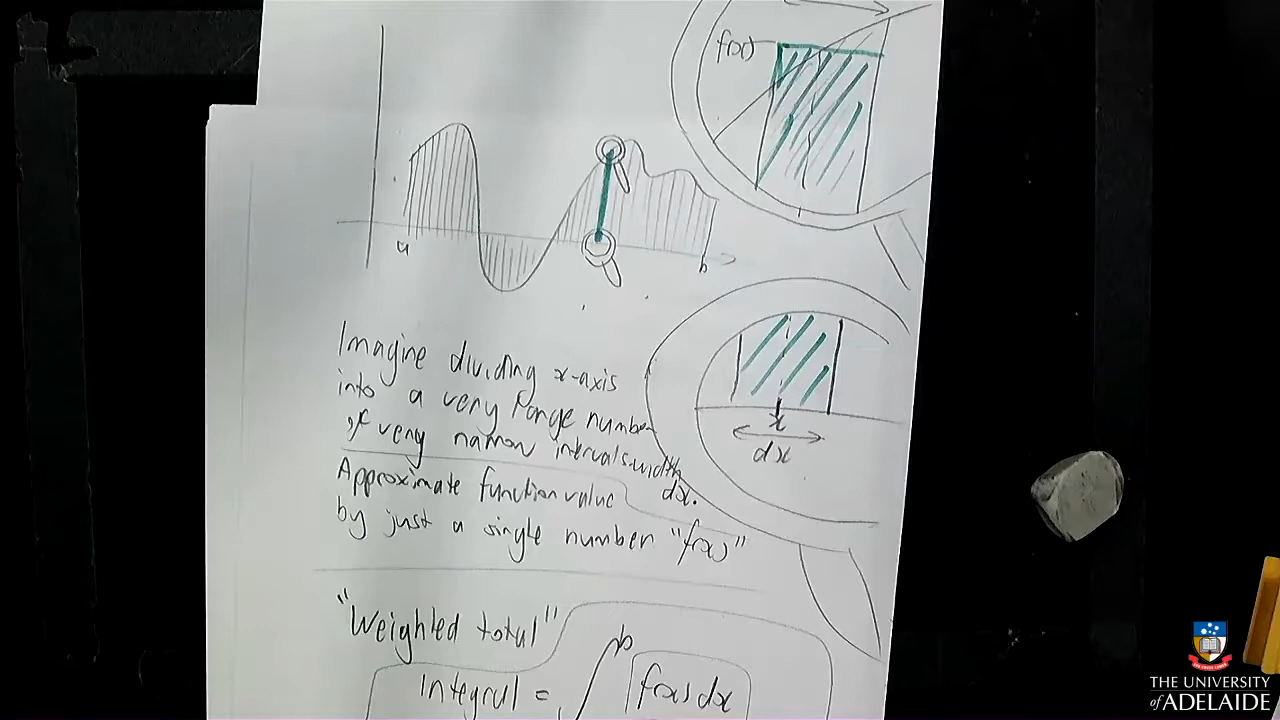 f(x)
a
b
Imagine dividing x-axis
into a very large number
of very narrow intervals width
dx.
x
dx
Approximate function value
by just a single number "f(x)"
"Weighted total"
b
Integral = ∫ f(x) dx
THE UNIVERSITY
of ADELAIDE